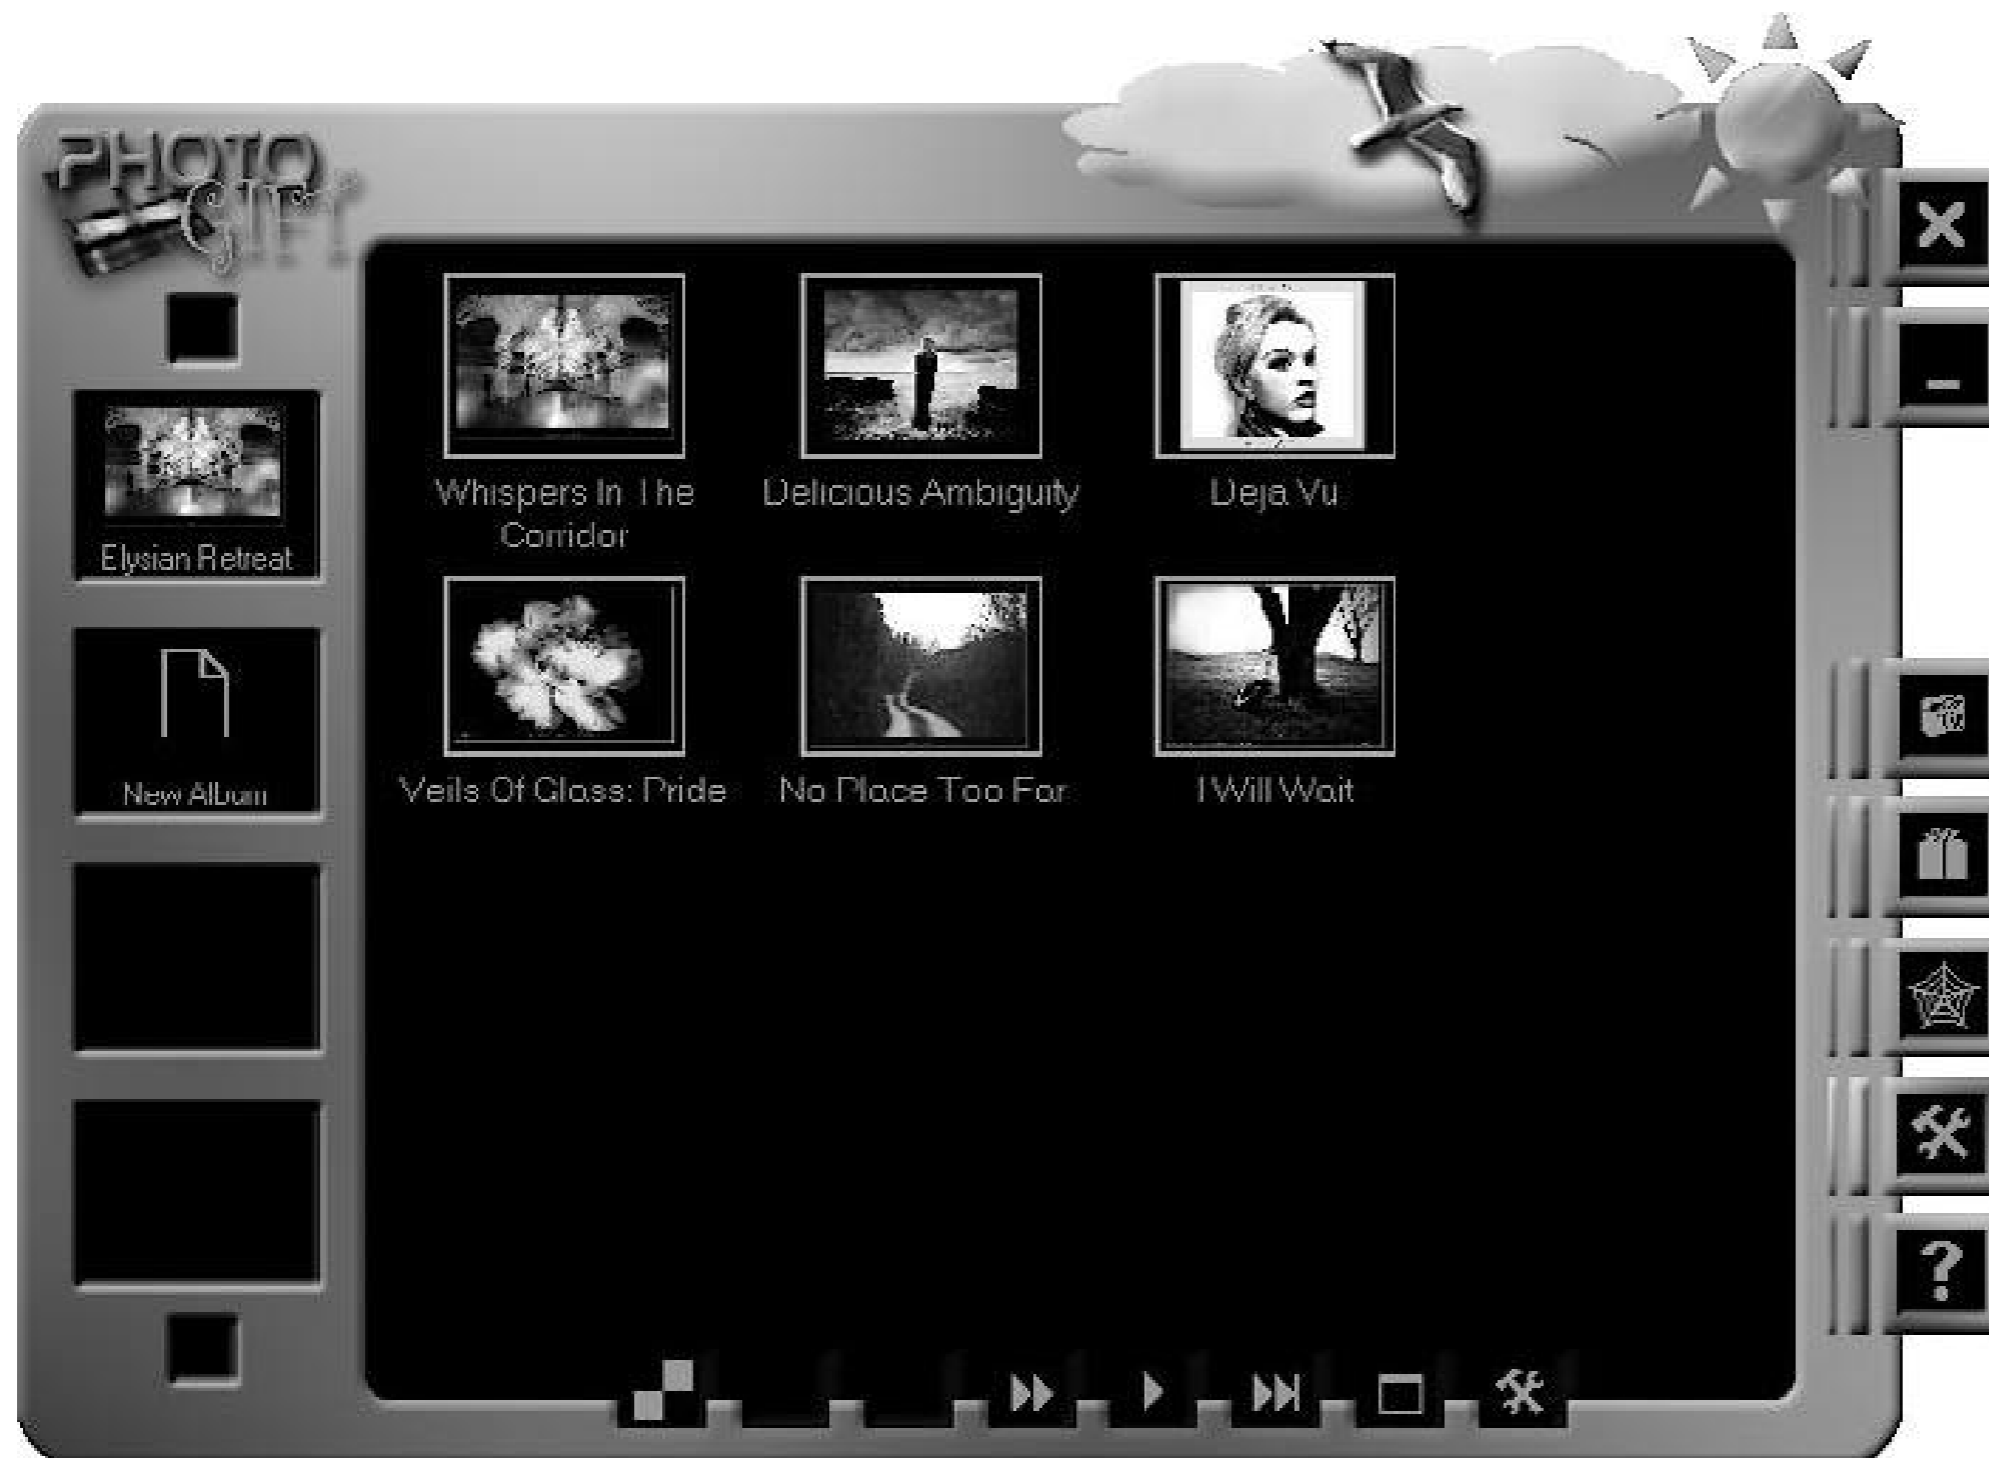 PHOTO
GIFT
Whispers In The
Corridor
Delicious Ambiguity
Deja Vu
Elysian Retreat
Veils Of Glass: Pride
No Place Too Far
I Will Wait
New Album